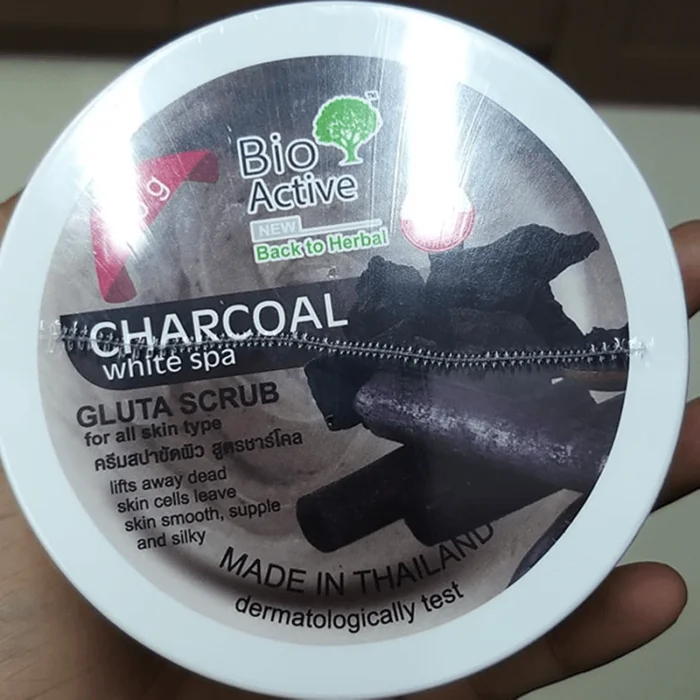 Bio
Active
TM
NEW
Back to Herbal
g
CHARCOAL
white spa
GLUTA SCRUB
for all skin type
ครีมสปาขัดผิว สูตรชาร์โคล
lifts away dead
skin cells leave
skin smooth, supple
and silky
MADE IN THAILAND
dermatologically test